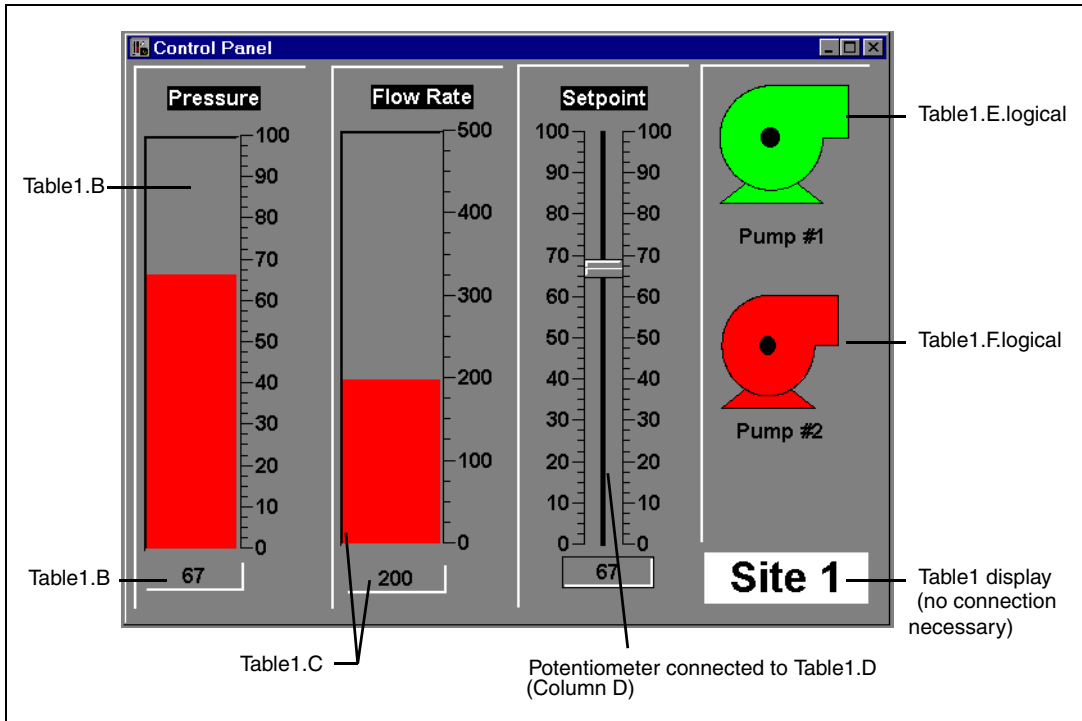 Control Panel
Pressure
Flow Rate
Setpoint
100
90
80
70
60
50
40
30
20
10
0
67
500
400
300
200
100
0
200
100
90
80
70
60
50
40
30
20
10
0
100
90
80
70
60
50
40
30
20
10
0
67
Pump #1
Pump #2
Site 1
Table1.B
Table1.B
Table1.C
Potentiometer connected to Table1.D
(Column D)
Table1.E.logical
Table1.F.logical
Table1 display
(no connection
necessary)